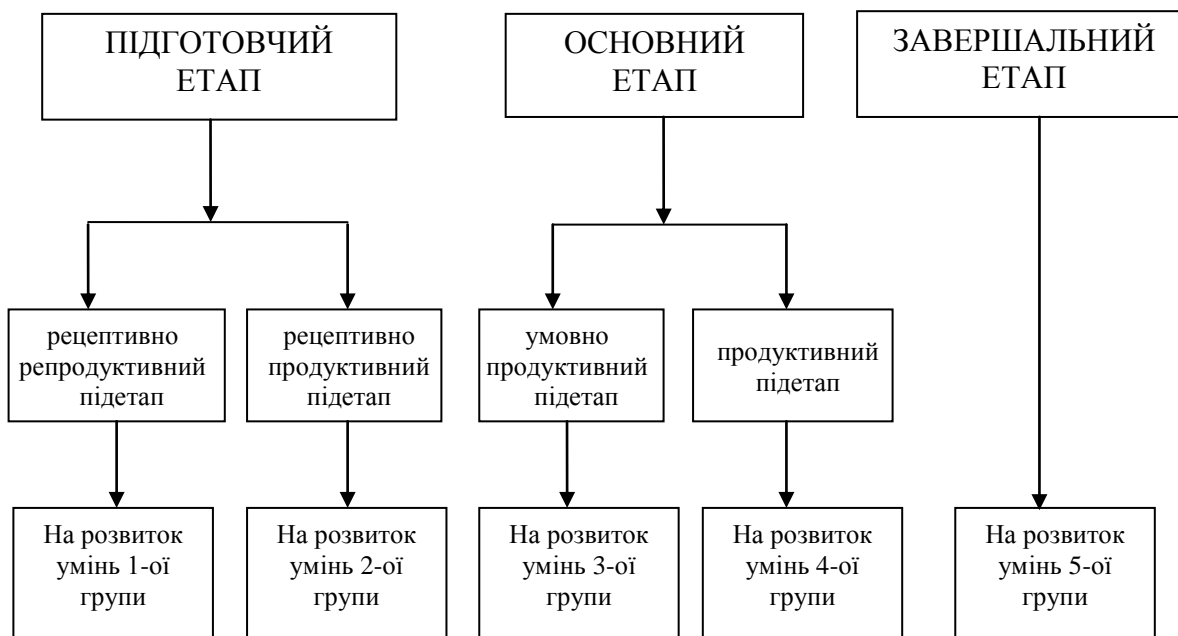 ПІДГОТОВЧИЙ
ЕТАП
ОСНОВНИЙ
ЕТАП
ЗАВЕРШАЛЬНИЙ
ЕТАП
рецептивно
репродуктивний
підетап
рецептивно
продуктивний
підетап
умовно
продуктивний
підетап
продуктивний
підетап
На розвиток
умінь 1-ої
групи
На розвиток
умінь 2-ої
групи
На розвиток
умінь 3-ої
групи
На розвиток
умінь 4-ої
групи
На розвиток
умінь 5-ої
групи